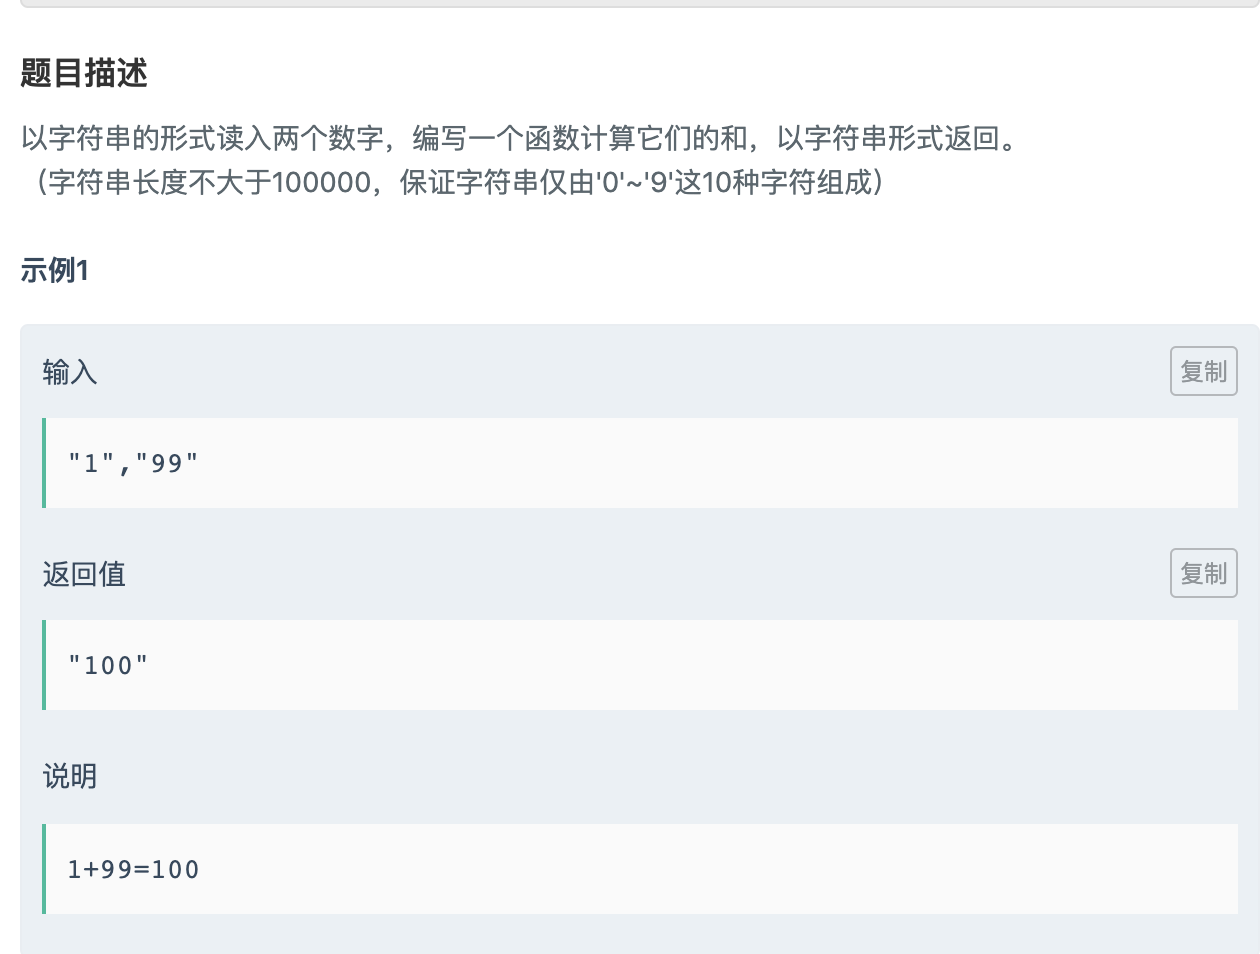 题目描述
以字符串的形式读入两个数字，编写一个函数计算它们的和，以字符串形式返回。
（字符串长度不大于100000，保证字符串仅由'0'~'9'这10种字符组成）
示例1
输入
复制
"1","99"
返回值
复制
"100"
说明
1+99=100